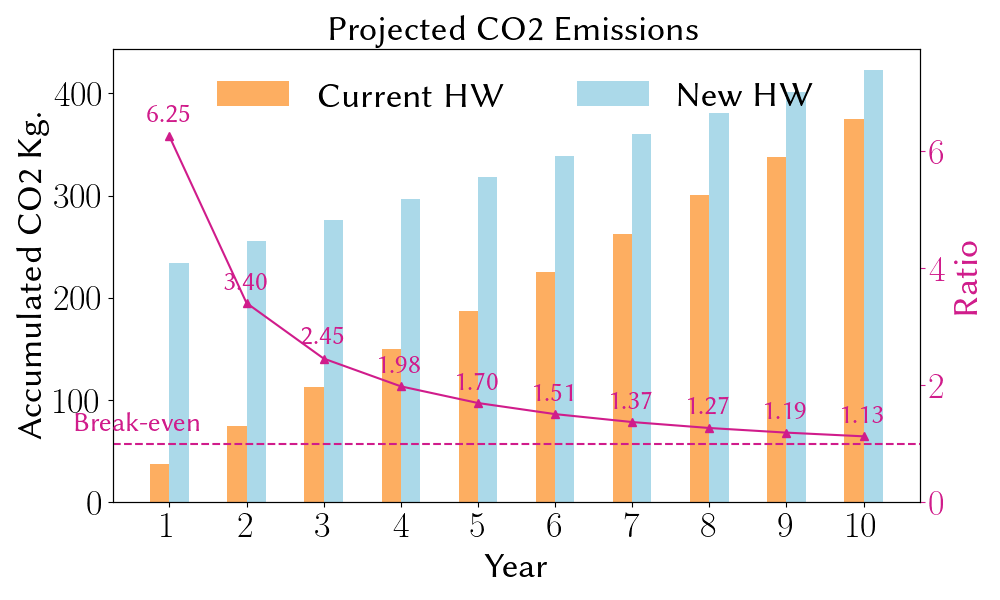 Projected CO2 Emissions
Current HW
New HW
Accumulated CO2 Kg.
400
300
200
100
0
6.25
3.40
2.45
1.98
1.70
1.51
1.37
1.27
1.19
1.13
Break-even
6
4
2
0
Ratio
1 2 3 4 5 6 7 8 9 10
Year